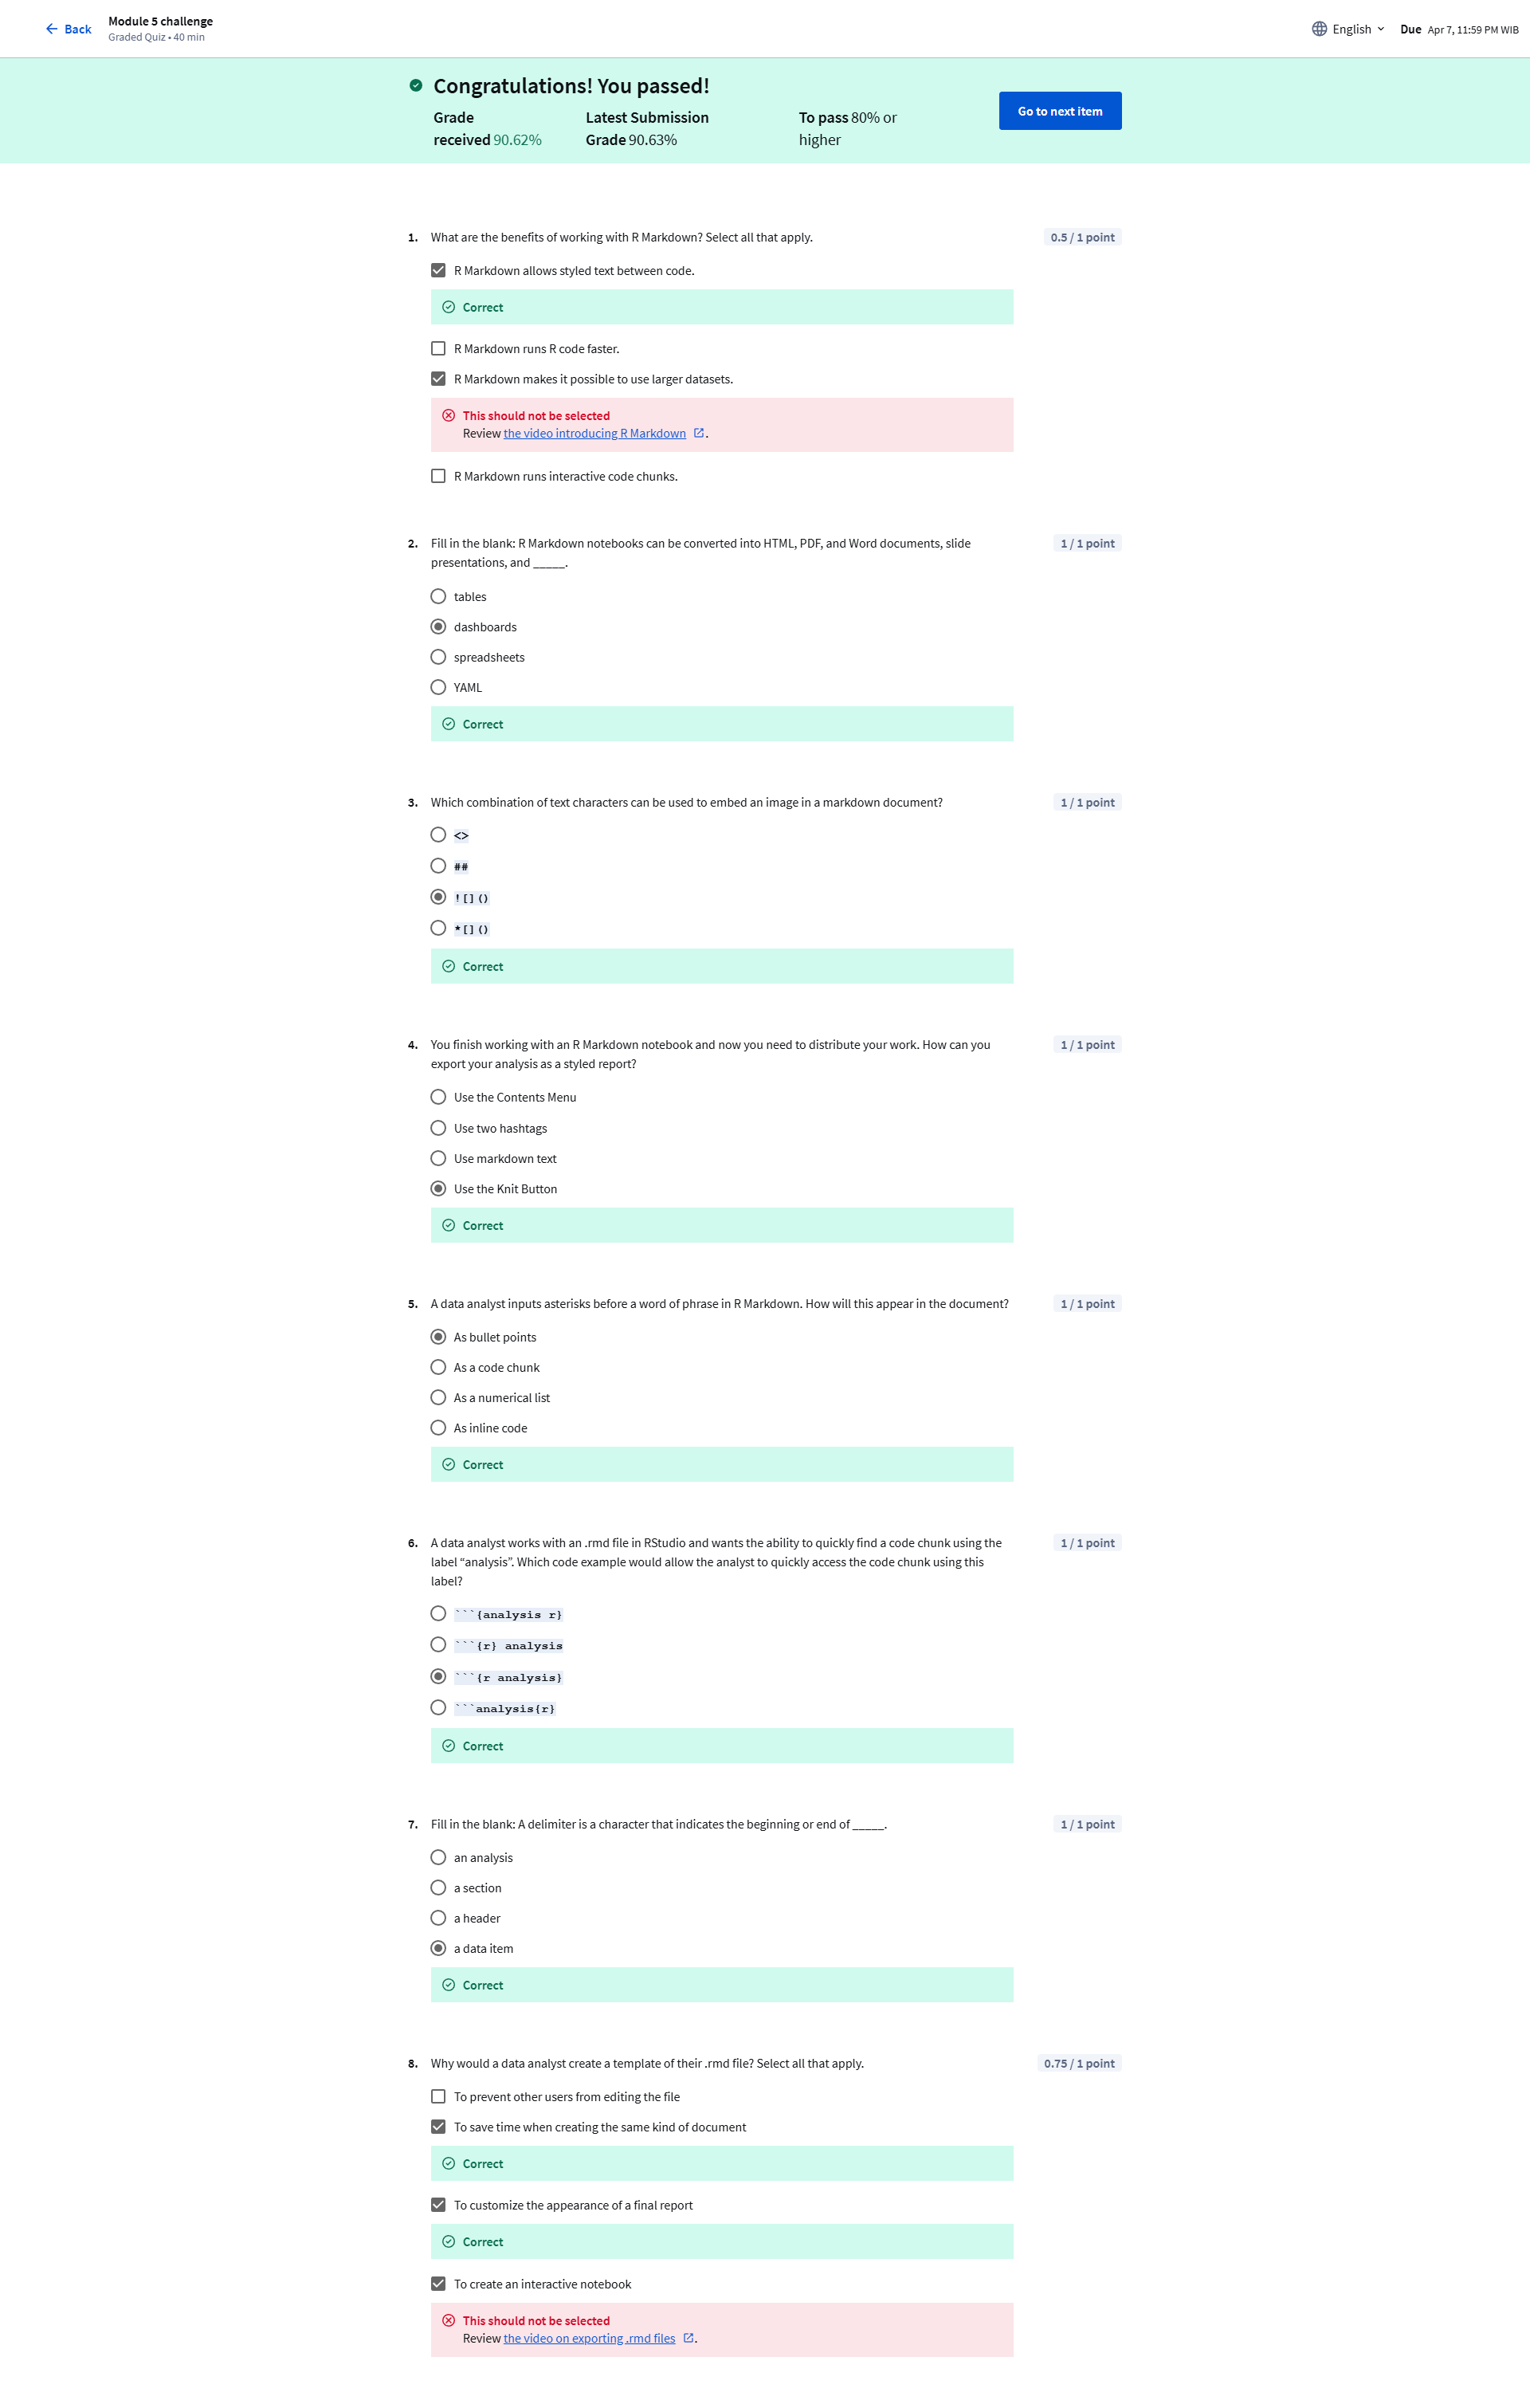 Back
Module 5 challenge
Graded Quiz • 40 min
English
Due Apr 7, 11:59 PM WIB
Congratulations! You passed!
Grade received 90.62%
Latest Submission Grade 90.63%
To pass 80% or higher
Go to next item
1. What are the benefits of working with R Markdown? Select all that apply.
0.5 / 1 point
R Markdown allows styled text between code.
Correct
R Markdown runs R code faster.
R Markdown makes it possible to use larger datasets.
This should not be selected
Review the video introducing R Markdown.
R Markdown runs interactive code chunks.
2. Fill in the blank: R Markdown notebooks can be converted into HTML, PDF, and Word documents, slide
presentations, and _____.
1 / 1 point
tables
dashboards
spreadsheets
YAML
Correct
3. Which combination of text characters can be used to embed an image in a markdown document?
1 / 1 point
<>
##
![]()
*[]()
Correct
4. You finish working with an R Markdown notebook and now you need to distribute your work. How can you
export your analysis as a styled report?
1 / 1 point
Use the Contents Menu
Use two hashtags
Use markdown text
Use the Knit Button
Correct
5. A data analyst inputs asterisks before a word of phrase in R Markdown. How will this appear in the document?
1 / 1 point
As bullet points
As a code chunk
As a numerical list
As inline code
Correct
6. A data analyst works with an .rmd file in RStudio and wants the ability to quickly find a code chunk using the
label “analysis”. Which code example would allow the analyst to quickly access the code chunk using this
label?
1 / 1 point
```{analysis r}
```{r} analysis
```{r analysis}
```analysis{r}
Correct
7. Fill in the blank: A delimiter is a character that indicates the beginning or end of _____.
1 / 1 point
an analysis
a section
a header
a data item
Correct
8. Why would a data analyst create a template of their .rmd file? Select all that apply.
0.75 / 1 point
To prevent other users from editing the file
To save time when creating the same kind of document
Correct
To customize the appearance of a final report
Correct
To create an interactive notebook
This should not be selected
Review the video on exporting .rmd files.